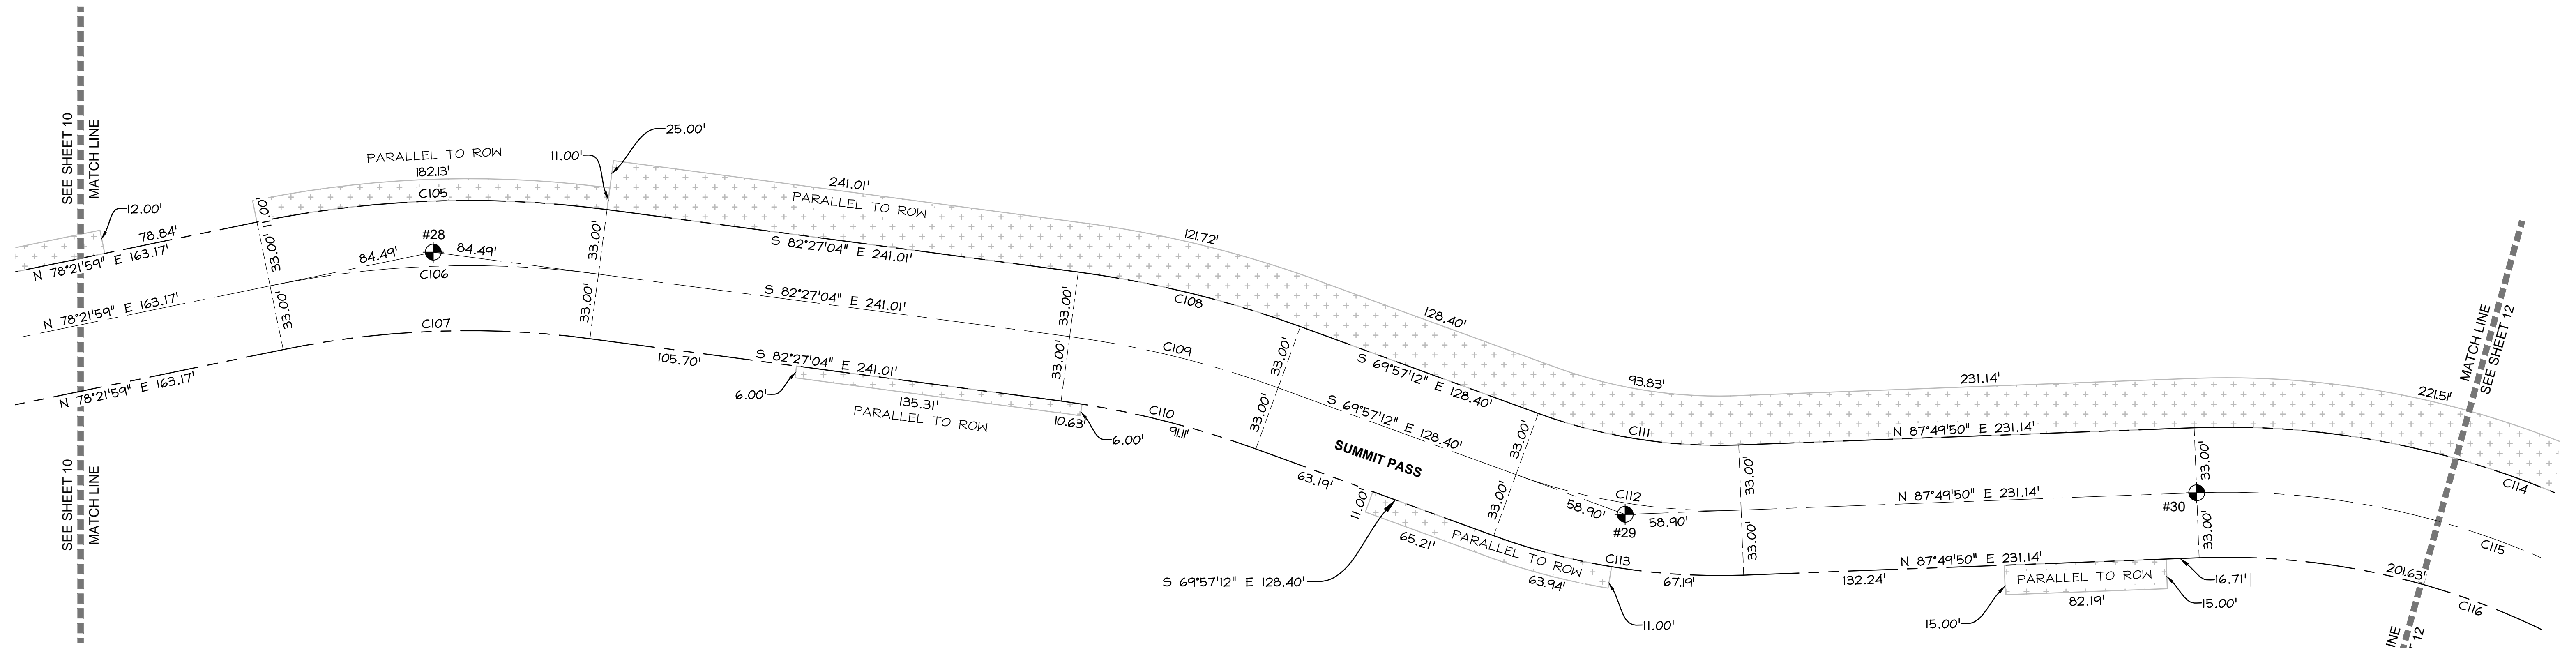 SEE SHEET 10
MATCH LINE
12.00'
78.84'
N 78°21'59" E 163.17'
N 78°21'59" E 163.17'
N 78°21'59" E 163.17'
SEE SHEET 10
MATCH LINE
PARALLEL TO ROW
182.13'
C105
11.00'
33.00'
33.00'
#28
84.49'
84.49'
C106
C107
11.00'
25.00'
33.00'
33.00'
241.01'
PARALLEL TO ROW
S 82°27'04" E 241.01'
S 82°27'04" E 241.01'
S 82°27'04" E 241.01'
105.70'
6.00'
135.31'
PARALLEL TO ROW
10.63'
6.00'
33.00'
33.00'
121.72'
C108
C109
C110
91.11'
33.00'
33.00'
128.40'
S 69°57'12" E 128.40'
S 69°57'12" E 128.40'
SUMMIT PASS
63.19'
11.00'
65.21'
S 69°57'12" E 128.40'
PARALLEL TO ROW
63.94'
11.00'
33.00'
33.00'
93.83'
C111
C112
58.90'
58.90'
#29
C113
67.19'
33.00'
33.00'
231.14'
N 87°49'50" E 231.14'
N 87°49'50" E 231.14'
N 87°49'50" E 231.14'
132.24'
PARALLEL TO ROW
82.19'
15.00'
15.00'
16.71'
#30
33.00'
33.00'
221.51'
C114
C115
201.63'
C116
MATCH LINE
SEE SHEET 12